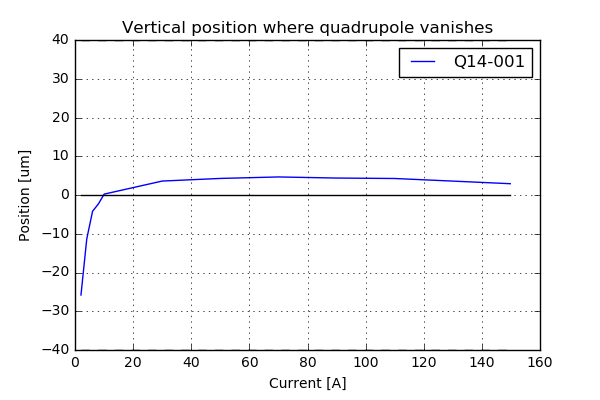 Vertical position where quadrupole vanishes
Q14-001
40
30
20
10
0
−10
−20
−30
−40
Position [um]
0 20 40 60 80 100 120 140 160
Current [A]